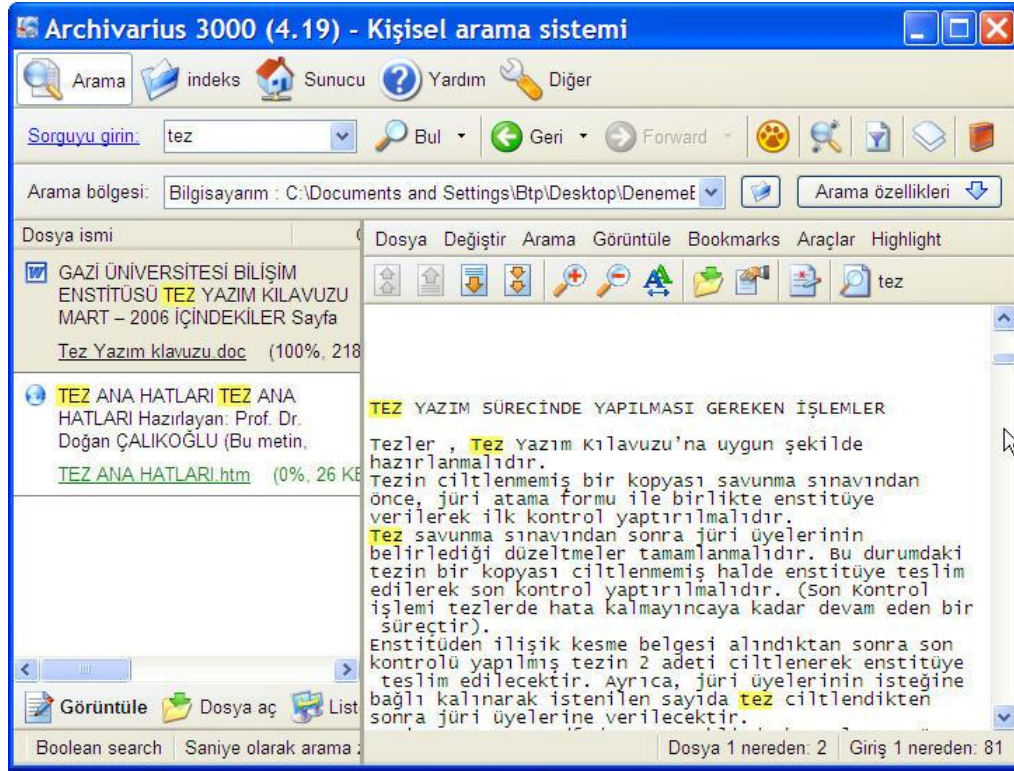 Archivarius 3000 (4.19) - Kişisel arama sistemi
Arama indeks Sunucu Yardım Diğer
Sorguyu girin: tez Bul Geri Forward
Arama bölgesi: Bilgisayarım : C:\Documents and Settings\Btp\Desktop\Deneme Arama özellikleri
Dosya ismi
GAZİ ÜNİVERSİTESİ BİLİŞİM
ENSTİTÜSÜ TEZ YAZIM KILAVUZU
MART – 2006 İÇİNDEKİLER Sayfa
Tez Yazım klavuzu.doc (100%, 218
TEZ ANA HATLARI TEZ ANA
HATLARI Hazırlayan: Prof. Dr.
Doğan ÇALIKOĞLU (Bu metin,
TEZ ANA HATLARI.htm (0%, 26 KB
Görüntüle Dosya aç List
Dosya Değiştir Arama Görüntüle Bookmarks Araçlar Highlight
tez
TEZ YAZIM SÜRECİNDE YAPILMASI GEREKEN İŞLEMLER
Tezler , Tez Yazım Kılavuzu’na uygun şekilde
hazırlanmalıdır.
Tezin ciltlenmemiş bir kopyası savunma sınavından
önce, jüri atama formu ile birlikte enstitüye
verilerek ilk kontrol yaptırılmalıdır.
Tez savunma sınavından sonra jüri üyelerinin
belirlediği düzeltmeler tamamlanmalıdır. Bu durumdaki
tezin bir kopyası ciltlenmemiş halde enstitüye teslim
edilerek son kontrol yaptırılmalıdır. (Son Kontrol
işlemi tezlerde hata kalmayıncaya kadar devam eden bir
süreçtir).
Enstitüden ilişik kesme belgesi alındıktan sonra son
kontrolü yapılmış tezin 2 adeti ciltlenerek enstitüye
teslim edilecektir. Ayrıca, jüri üyelerinin isteğine
bağlı kalınarak istenilen sayıda tez ciltlendikten
sonra jüri üyelerine verilecektir.
Boolean search Saniye olarak arama Dosya 1 nereden: 2 Giriş 1 nereden: 81